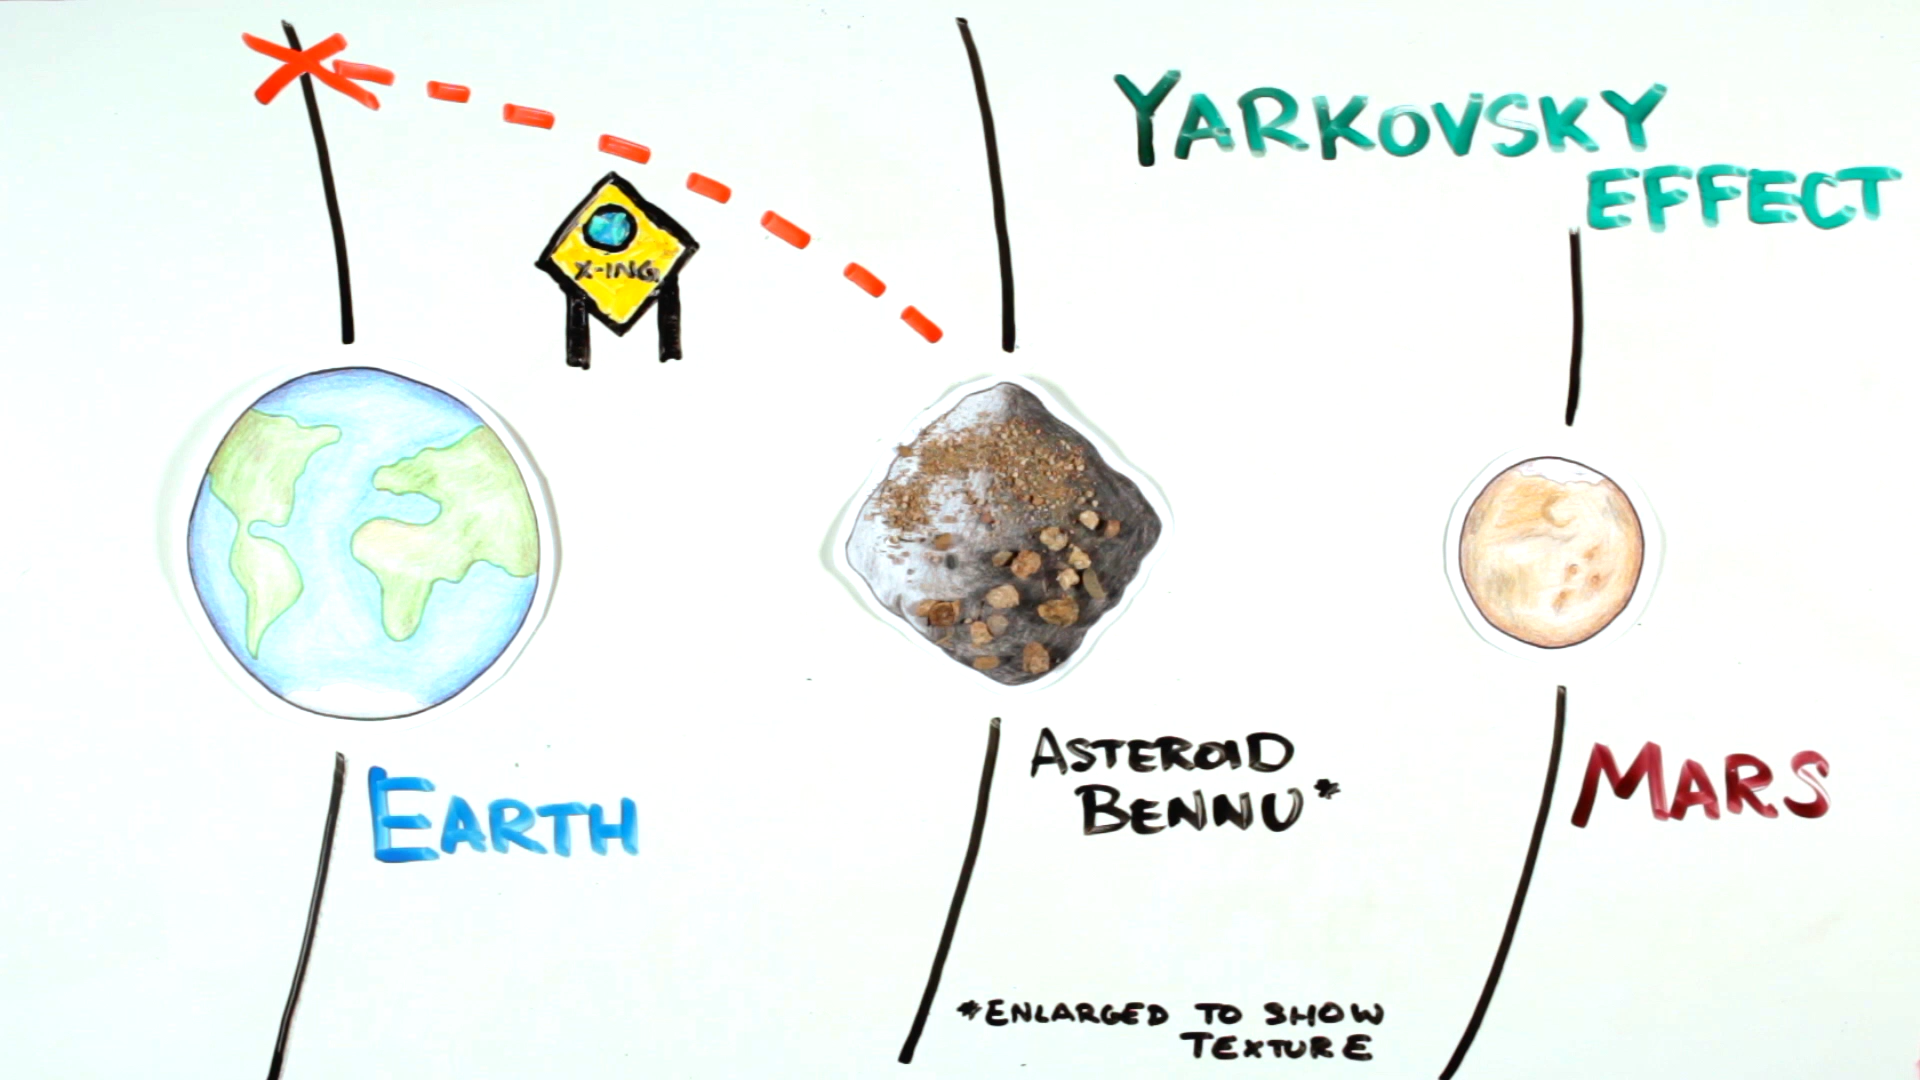 YARKOVSKY
EFFECT
X-ING
EARTH
ASTEROID
BENNU*
MARS
*ENLARGED TO SHOW
TEXTURE